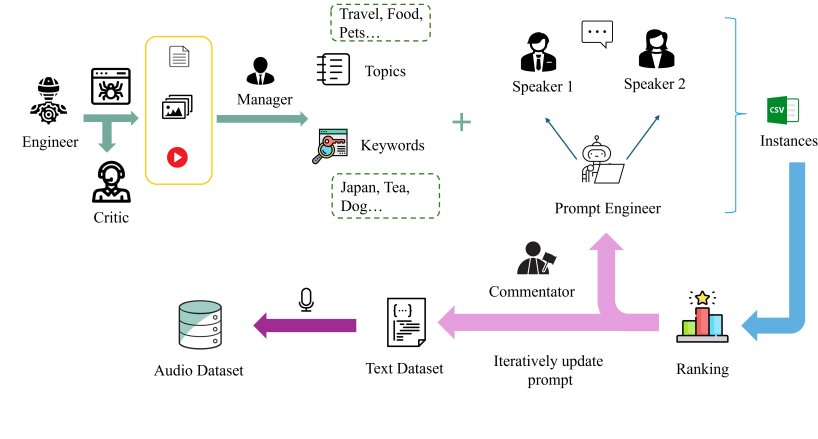 Travel, Food,
Pets…
Topics
Manager
Engineer
Critic
Keywords
Japan, Tea,
Dog…
+
Speaker 1
Speaker 2
Prompt Engineer
CSV
Instances
Commentator
{...}
Audio Dataset
Text Dataset
Iteratively update
prompt
Ranking